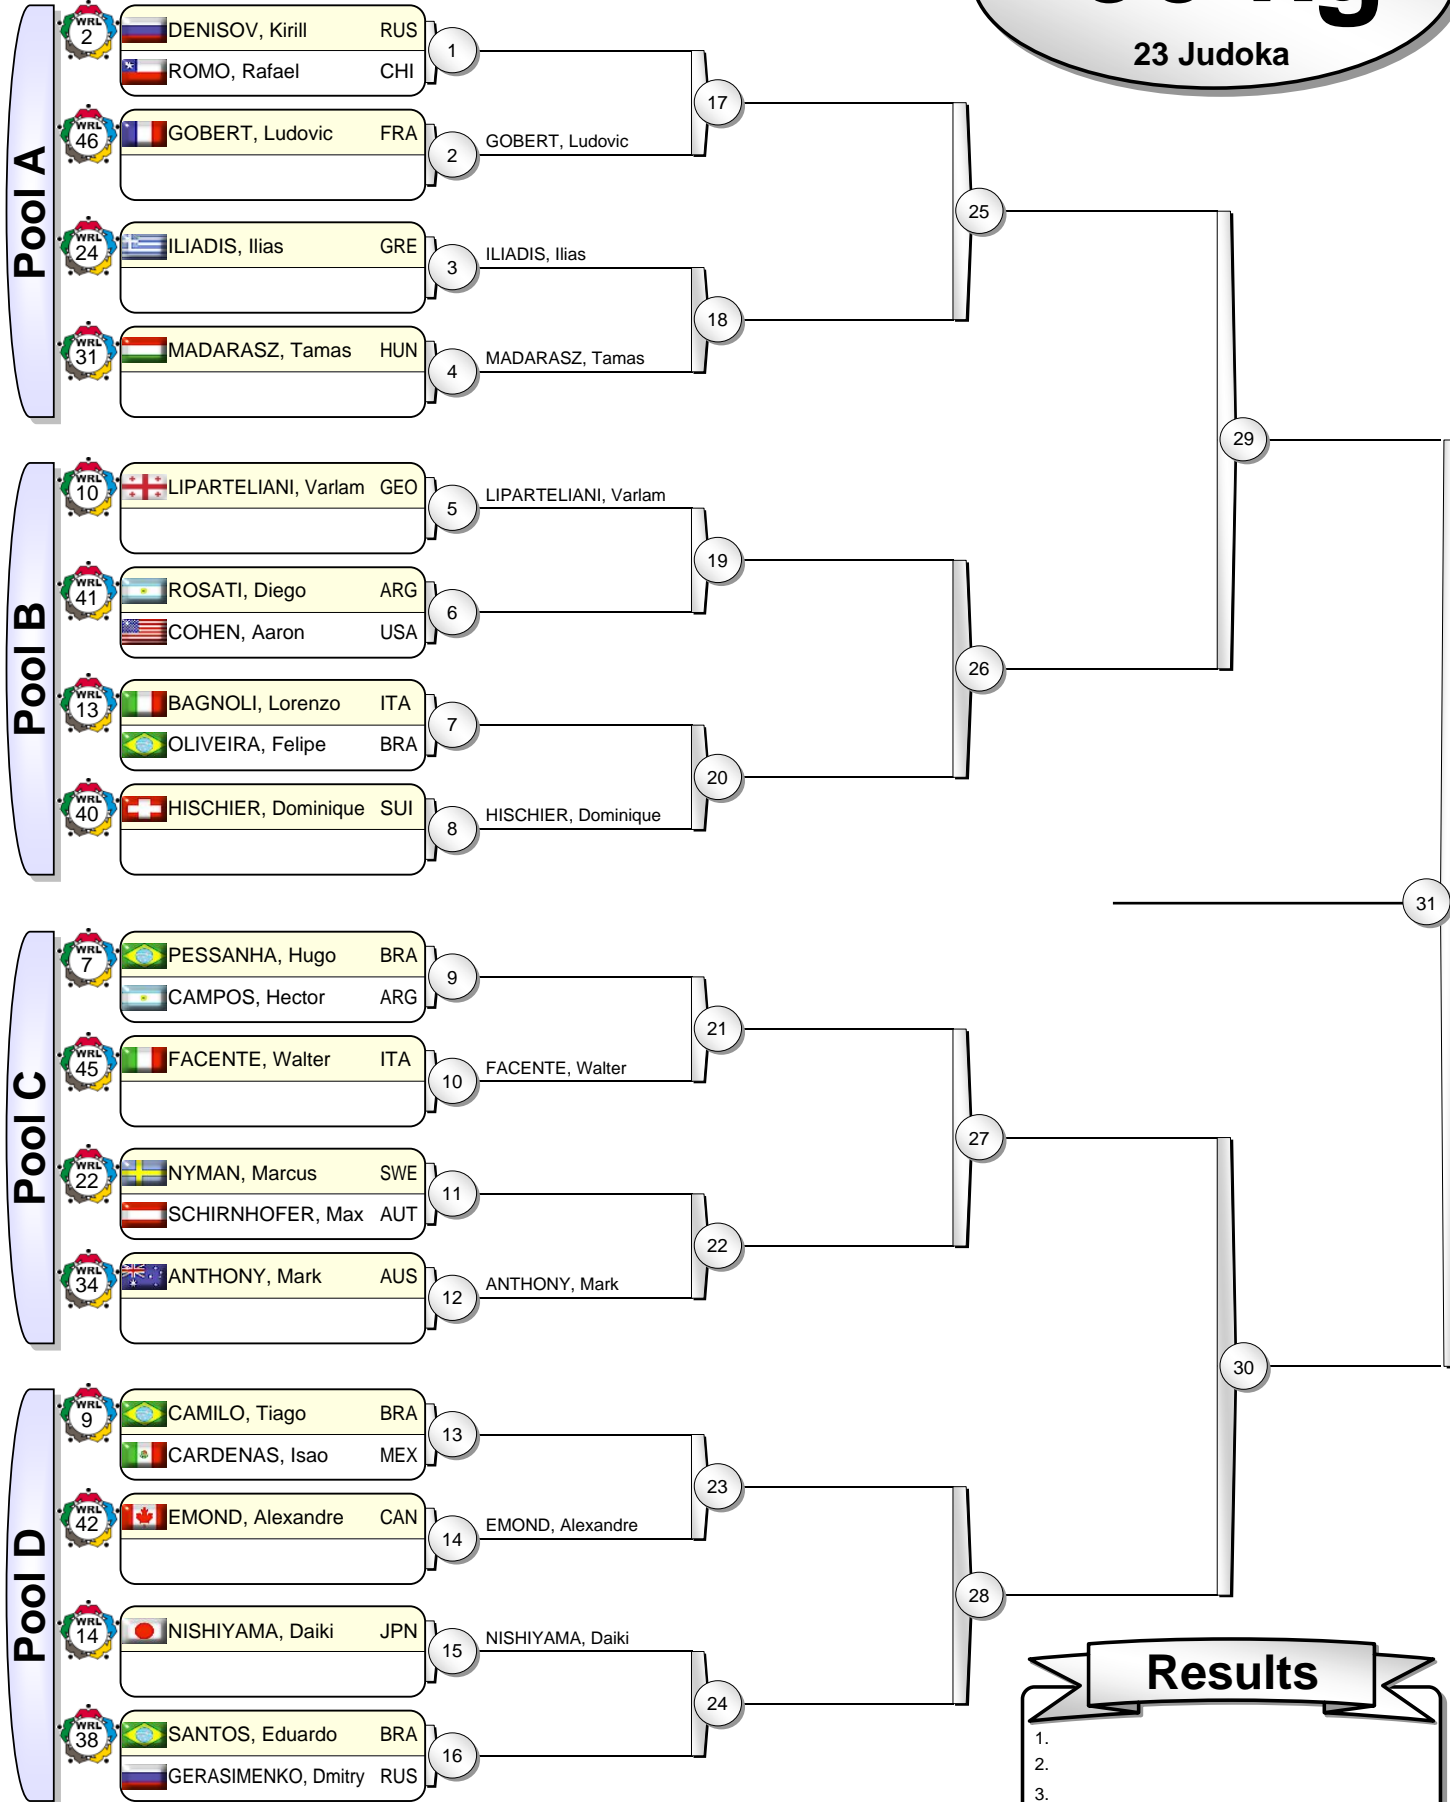 90 kg
23 Judoka
Pool A
WRL 2
DENISOV, Kirill RUS
ROMO, Rafael CHI
1
WRL 46
GOBERT, Ludovic FRA
2
GOBERT, Ludovic
17
WRL 24
ILIADIS, Ilias GRE
3
ILIADIS, Ilias
WRL 31
MADARASZ, Tamas HUN
4
MADARASZ, Tamas
18
25
Pool B
WRL 10
LIPARTELIANI, Varlam GEO
5
LIPARTELIANI, Varlam
WRL 41
ROSATI, Diego ARG
COHEN, Aaron USA
6
19
WRL 13
BAGNOLI, Lorenzo ITA
OLIVEIRA, Felipe BRA
7
WRL 40
HISCHIER, Dominique SUI
8
HISCHIER, Dominique
20
26
29
31
Pool C
WRL 7
PESSANHA, Hugo BRA
CAMPOS, Hector ARG
9
WRL 45
FACENTE, Walter ITA
10
FACENTE, Walter
21
WRL 22
NYMAN, Marcus SWE
SCHIRNHOFER, Max AUT
11
WRL 34
ANTHONY, Mark AUS
12
ANTHONY, Mark
22
27
Pool D
WRL 9
CAMILO, Tiago BRA
CARDENAS, Isao MEX
13
WRL 42
EMOND, Alexandre CAN
14
EMOND, Alexandre
23
WRL 14
NISHIYAMA, Daiki JPN
15
NISHIYAMA, Daiki
WRL 38
SANTOS, Eduardo BRA
GERASIMENKO, Dmitry RUS
16
24
28
30
Results
1.
2.
3.